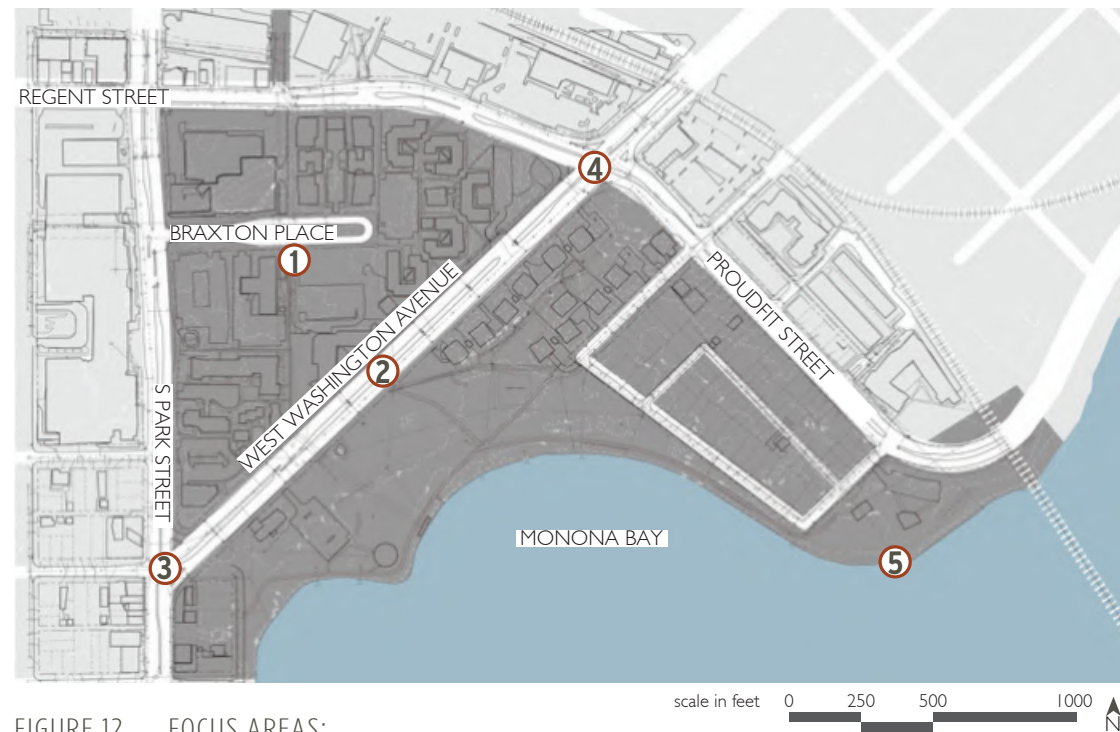 REGENT STREET
4
BRAXTON PLACE
1
WEST WASHINGTON AVENUE
PROUDFIT STREET
2
S PARK STREET
MONONA BAY
3
5
scale in feet 0 250 500 1000
N
FIGURE 12 FOCUS AREAS: